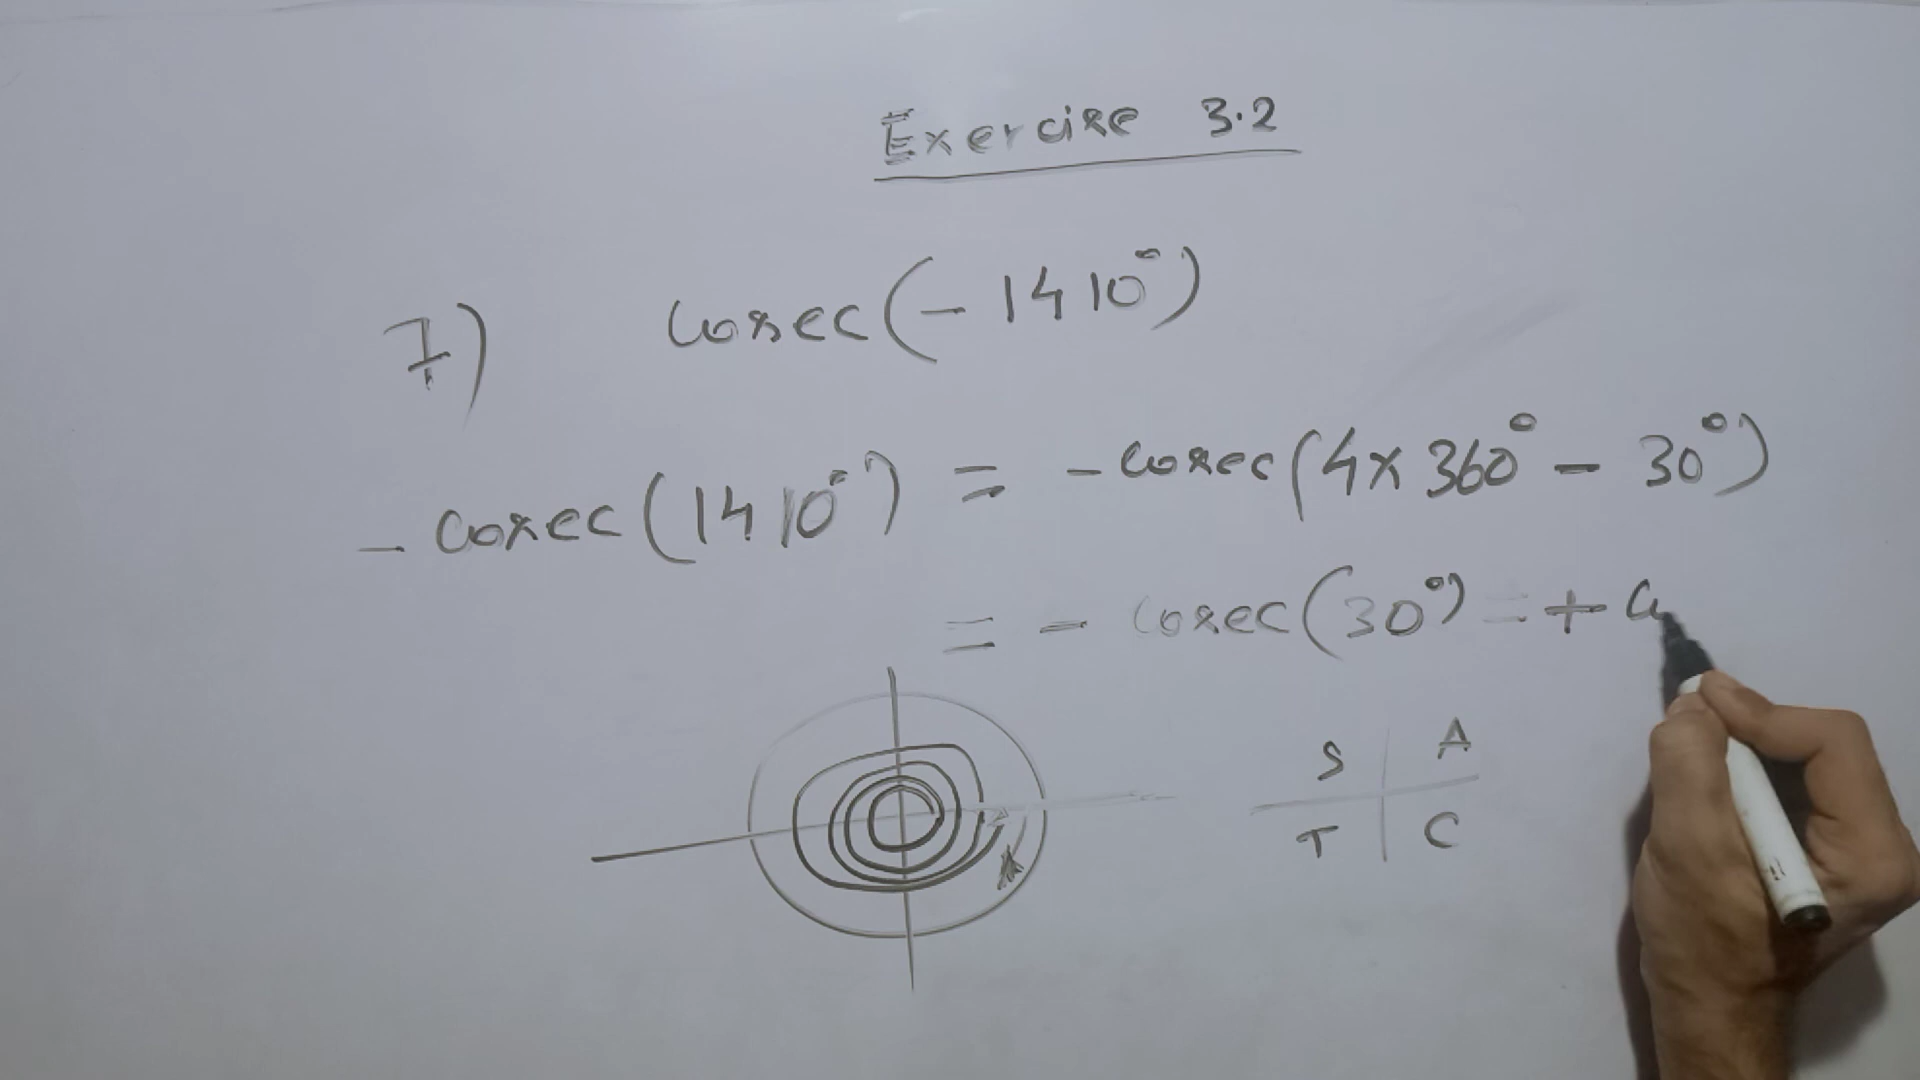 Exercise 3.2
7) Cosec(-1410°)
-cosec(1410°) = -cosec(4×360° - 30°)
= - cosec(30°) = +
S A
T C